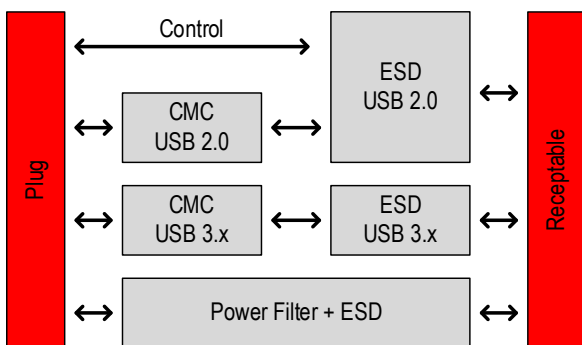 Control
ESD
USB 2.0
CMC
USB 2.0
Plug
CMC
USB 3.x
ESD
USB 3.x
Receptable
Power Filter + ESD